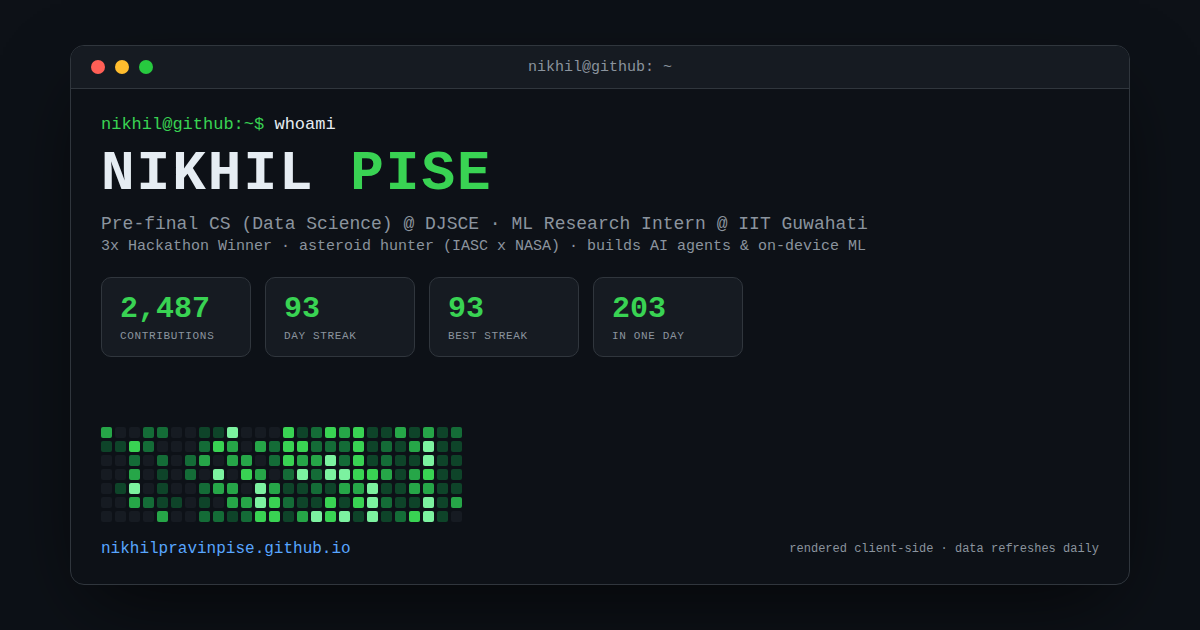 nikhil@github: ~
nikhil@github:~$ whoami
NIKHIL PISE
Pre-final CS (Data Science) @ DJSCE · ML Research Intern @ IIT Guwahati
3x Hackathon Winner · asteroid hunter (IASC x NASA) · builds AI agents & on-device ML
2,487 93 93 203
CONTRIBUTIONS DAY STREAK BEST STREAK IN ONE DAY
nikhilpravinpise.github.io
rendered client-side · data refreshes daily